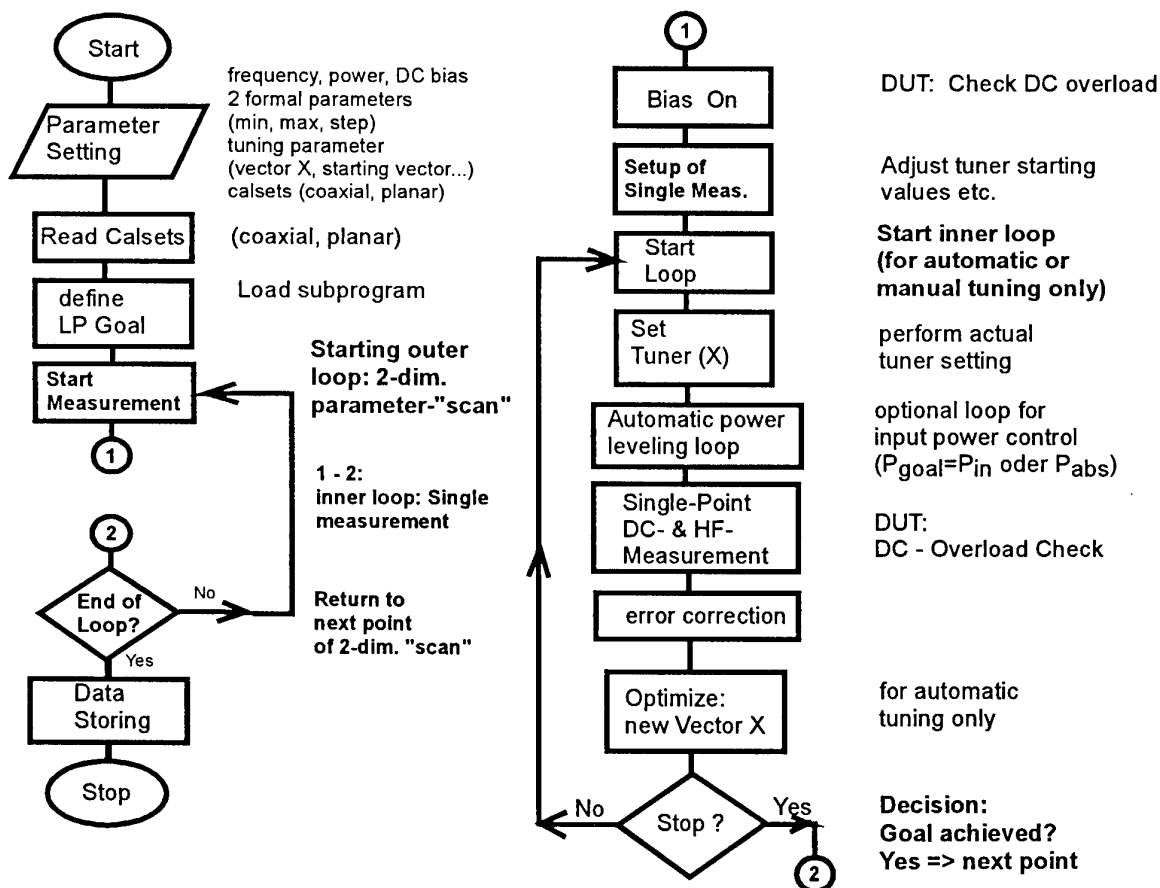 Start
Parameter
Setting
frequency, power, DC bias
2 formal parameters
(min, max, step)
tuning parameter
(vector X, starting vector...)
calsets (coaxial, planar)
Read Calsets
(coaxial, planar)
define
LP Goal
Load subprogram
Start
Measurement
Starting outer
loop: 2-dim.
parameter-"scan"
1
1 - 2:
inner loop: Single
measurement
2
End of
Loop?
No
Yes
Return to
next point
of 2-dim. "scan"
Data
Storing
Stop
1
Bias On
DUT: Check DC overload
Setup of
Single Meas.
Adjust tuner starting
values etc.
Start
Loop
Start inner loop
(for automatic or
manual tuning only)
Set
Tuner (X)
perform actual
tuner setting
Automatic power
leveling loop
optional loop for
input power control
(Pgoal=Pin oder Pabs)
Single-Point
DC- & HF-
Measurement
DUT:
DC - Overload Check
error correction
Optimize:
new Vector X
for automatic
tuning only
No
Stop ?
Yes
Decision:
Goal achieved?
Yes => next point
2